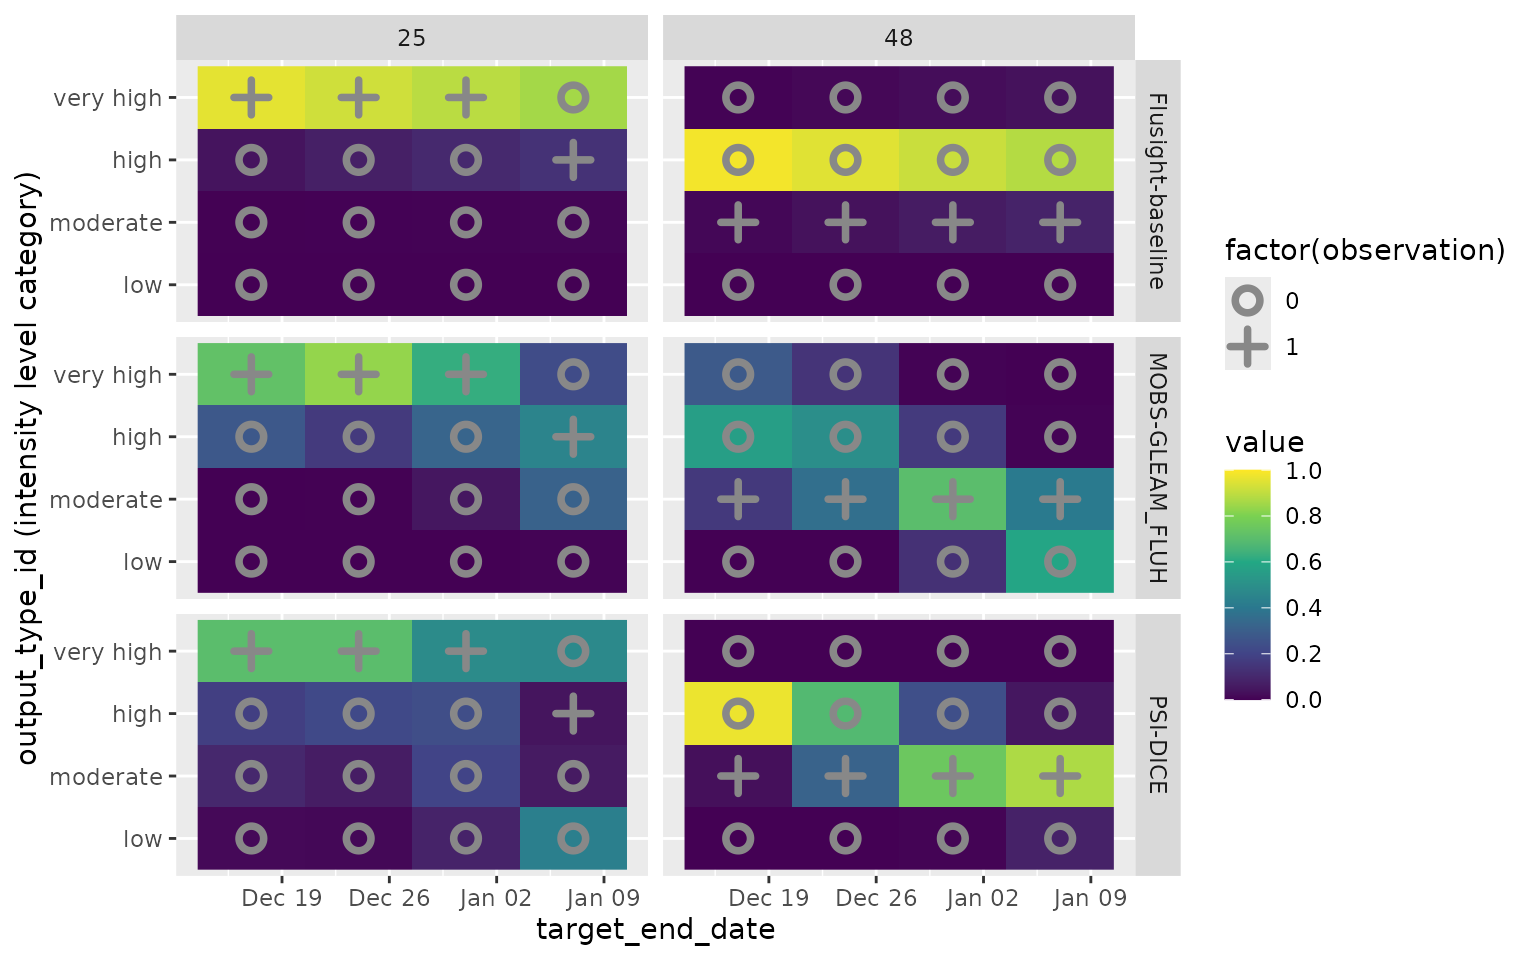 25
48
very high
high
moderate
low
Flusight-baseline
very high
high
moderate
low
MOBS-GLEAM_FLUH
very high
high
moderate
low
PSI-DICE
Dec 19
Dec 26
Jan 02
Jan 09
Dec 19
Dec 26
Jan 02
Jan 09
target_end_date
output_type_id (intensity level category)
factor(observation)
0
1
value
1.0
0.8
0.6
0.4
0.2
0.0